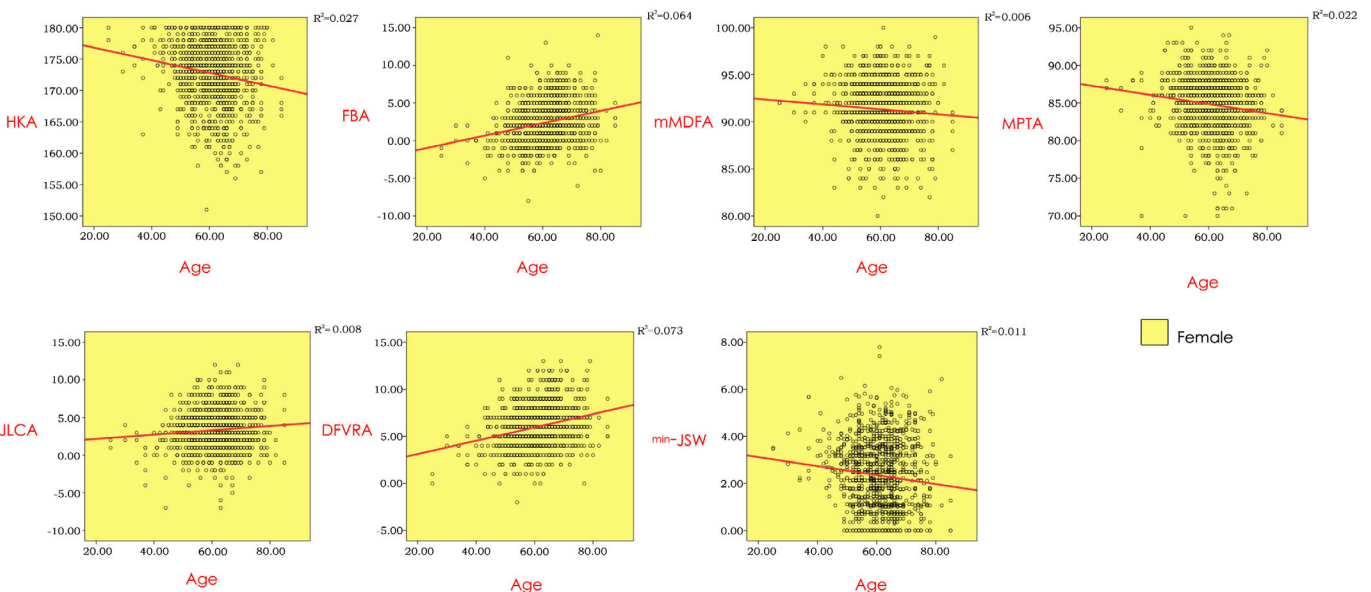 R²=0.027
180.00
175.00
170.00
165.00
160.00
155.00
150.00
HKA
20.00 40.00 60.00 80.00
Age
R²=0.064
15.00
10.00
5.00
0.00
-5.00
-10.00
FBA
20.00 40.00 60.00 80.00
Age
R²=0.006
100.00
95.00
90.00
85.00
80.00
mMDFA
20.00 40.00 60.00 80.00
Age
R²=0.022
95.00
90.00
85.00
80.00
75.00
70.00
MPTA
20.00 40.00 60.00 80.00
Age
R²=0.008
15.00
10.00
5.00
0.00
-5.00
-10.00
JLCA
20.00 40.00 60.00 80.00
Age
R²=0.073
15.00
10.00
5.00
0.00
-5.00
DFVRA
20.00 40.00 60.00 80.00
Age
R²=0.011
8.00
6.00
4.00
2.00
0.00
min-JSW
20.00 40.00 60.00 80.00
Age
Female